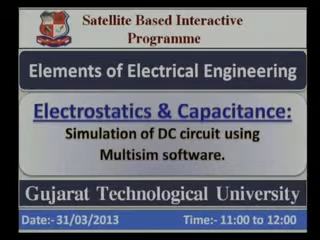 Satellite Based Interactive
Programme
Elements of Electrical Engineering
Electrostatics & Capacitance:
Simulation of DC circuit using
Multisim software.
Gujarat Technological University
Date:- 31/03/2013 Time:- 11:00 to 12:00